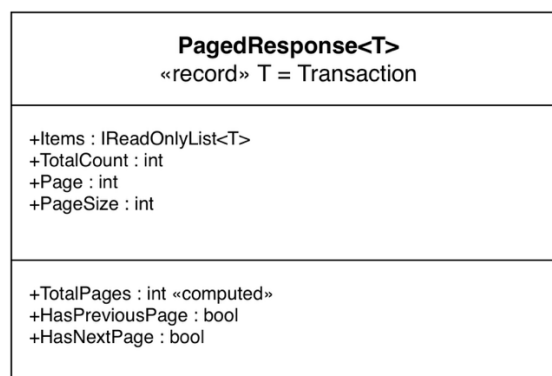 PagedResponse<T>
«record» T = Transaction
+Items : IReadOnlyList<T>
+TotalCount : int
+Page : int
+PageSize : int
+TotalPages : int «computed»
+HasPreviousPage : bool
+HasNextPage : bool